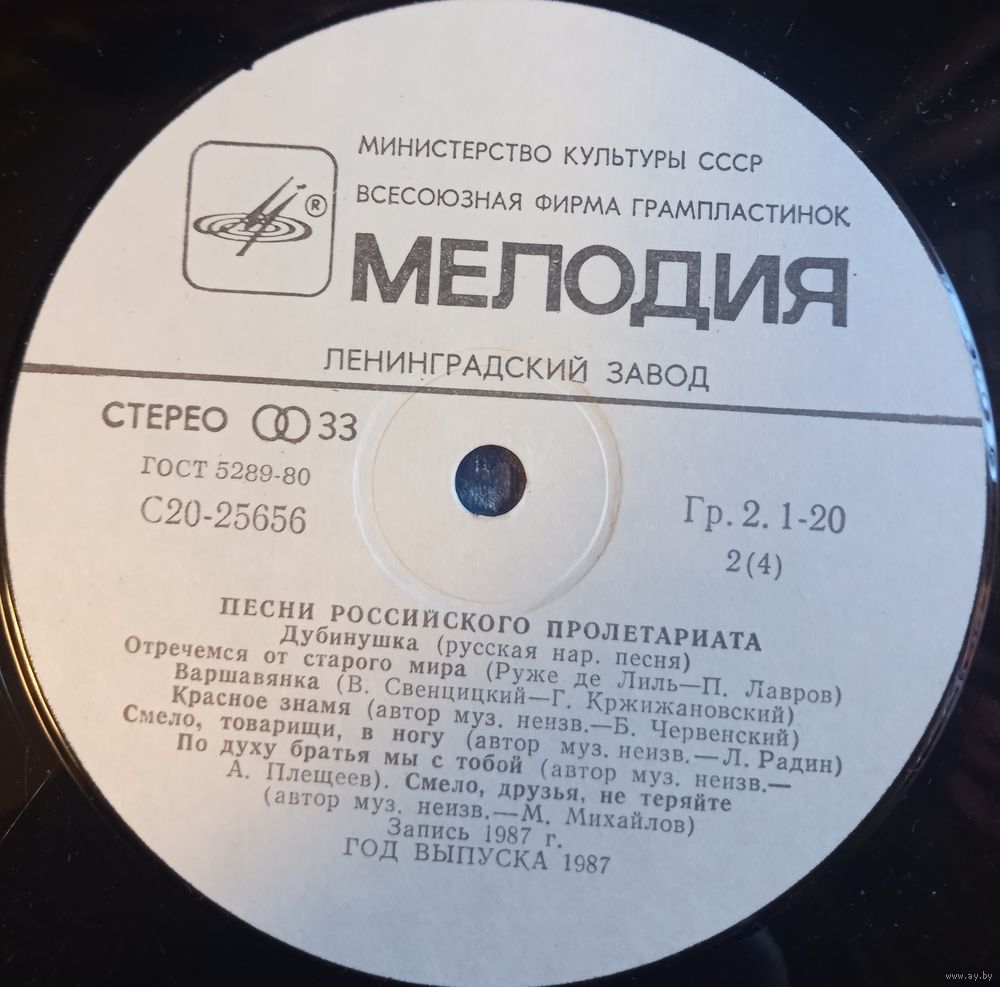 МИНИСТЕРСТВО КУЛЬТУРЫ СССР
ВСЕСОЮЗНАЯ ФИРМА ГРАМПЛАСТИНОК
®
МЕЛОДИЯ
ЛЕНИНГРАДСКИЙ ЗАВОД
СТЕРЕО 33
ГОСТ 5289-80
С20-25656
Гр. 2. 1-20
2(4)
ПЕСНИ РОССИЙСКОГО ПРОЛЕТАРИАТА
Дубинушка (русская нар. песня)
Отречемся от старого мира (Руже де Лиль—П. Лавров)
Варшавянка (В. Свенцицкий—Г. Кржижановский)
Красное знамя (автор муз. неизв.—Б. Червенский)
Смело, товарищи, в ногу (автор муз. неизв.—Л. Радин)
По духу братья мы с тобой (автор муз. неизв.—
А. Плещеев). Смело, друзья, не теряйте
(автор муз. неизв.—М. Михайлов)
Запись 1987 г.
ГОД ВЫПУСКА 1987
www.ay.by